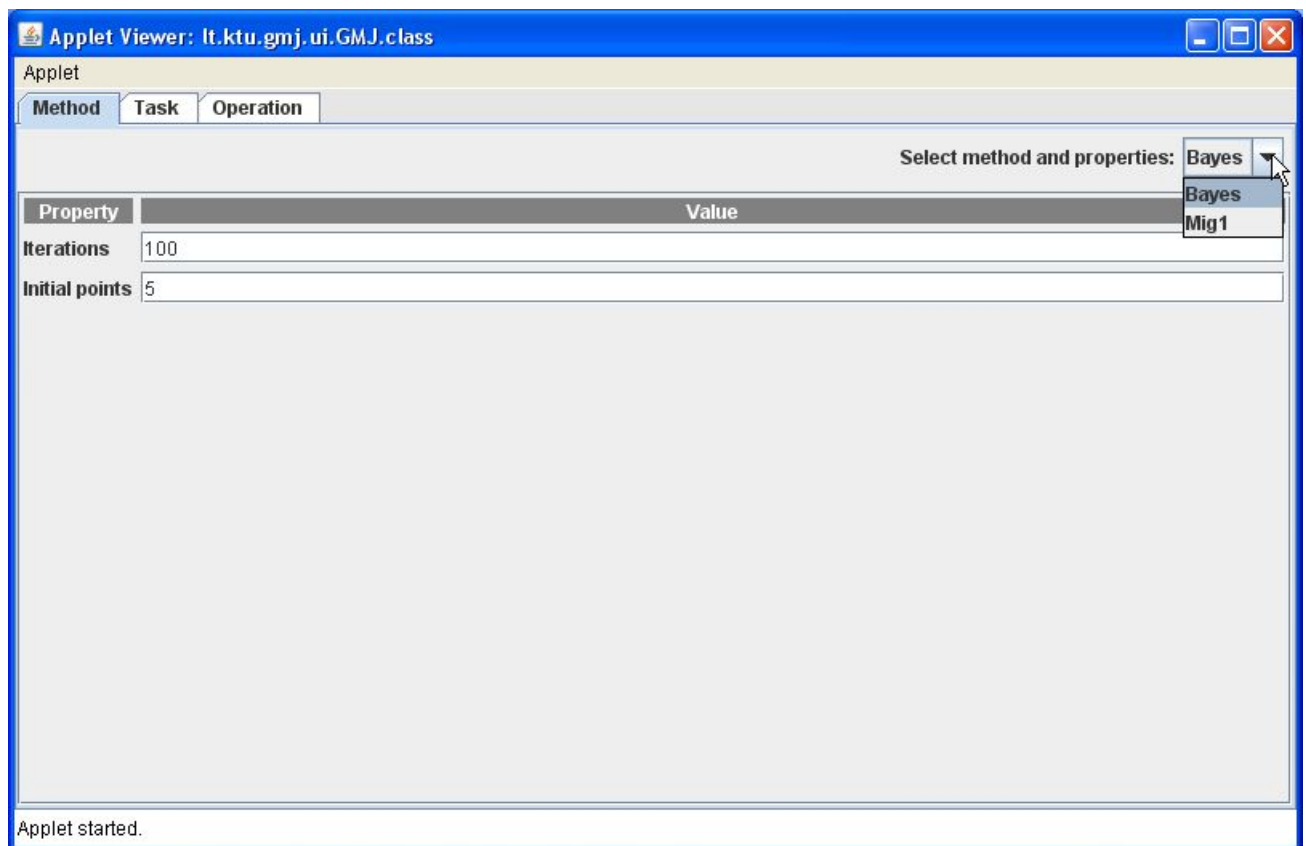 Applet Viewer: lt.ktu.gmj.ui.GMJ.class
Applet
Method Task Operation
Select method and properties: Bayes
Bayes
Mig1
Property Value
Iterations 100
Initial points 5
Applet started.